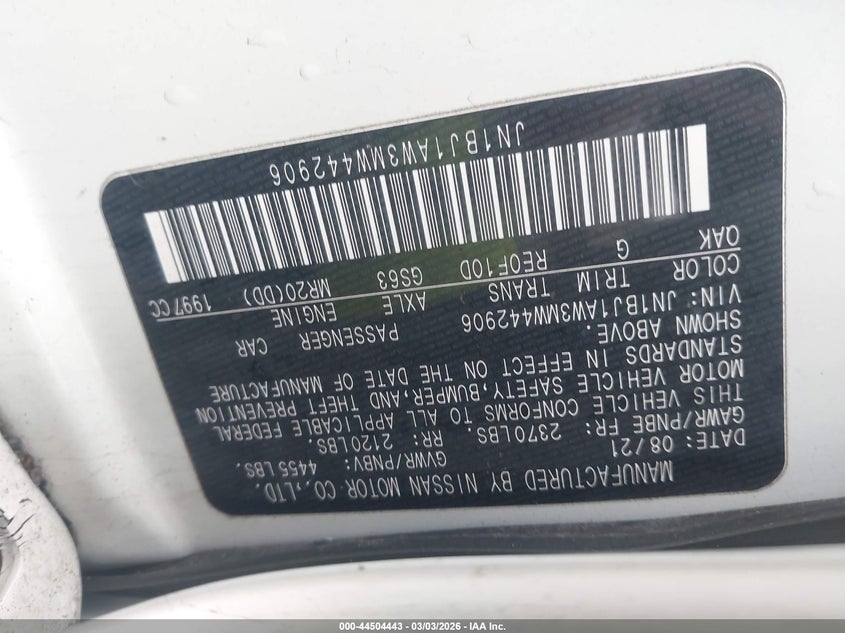 MANUFACTURED BY NISSAN MOTOR CO.,LTD.
DATE: 08/21 GVWR/PNBV: 4455 LBS.
GAWR/PNBE FR: 2370LBS. RR: 2120LBS.
THIS VEHICLE CONFORMS TO ALL APPLICABLE FEDERAL
MOTOR VEHICLE SAFETY,BUMPER,AND THEFT PREVENTION
STANDARDS IN EFFECT ON THE DATE OF MANUFACTURE
SHOWN ABOVE.
VIN: JN1BJ1AW3MW442906 PASSENGER CAR
COLOR TRIM TRANS AXLE ENGINE
QAK G RE0F10D GS63 MR20(DD) 1997CC
JN1BJ1AW3MW442906
000-44504443 | 03/03/2026 - IAA Inc.